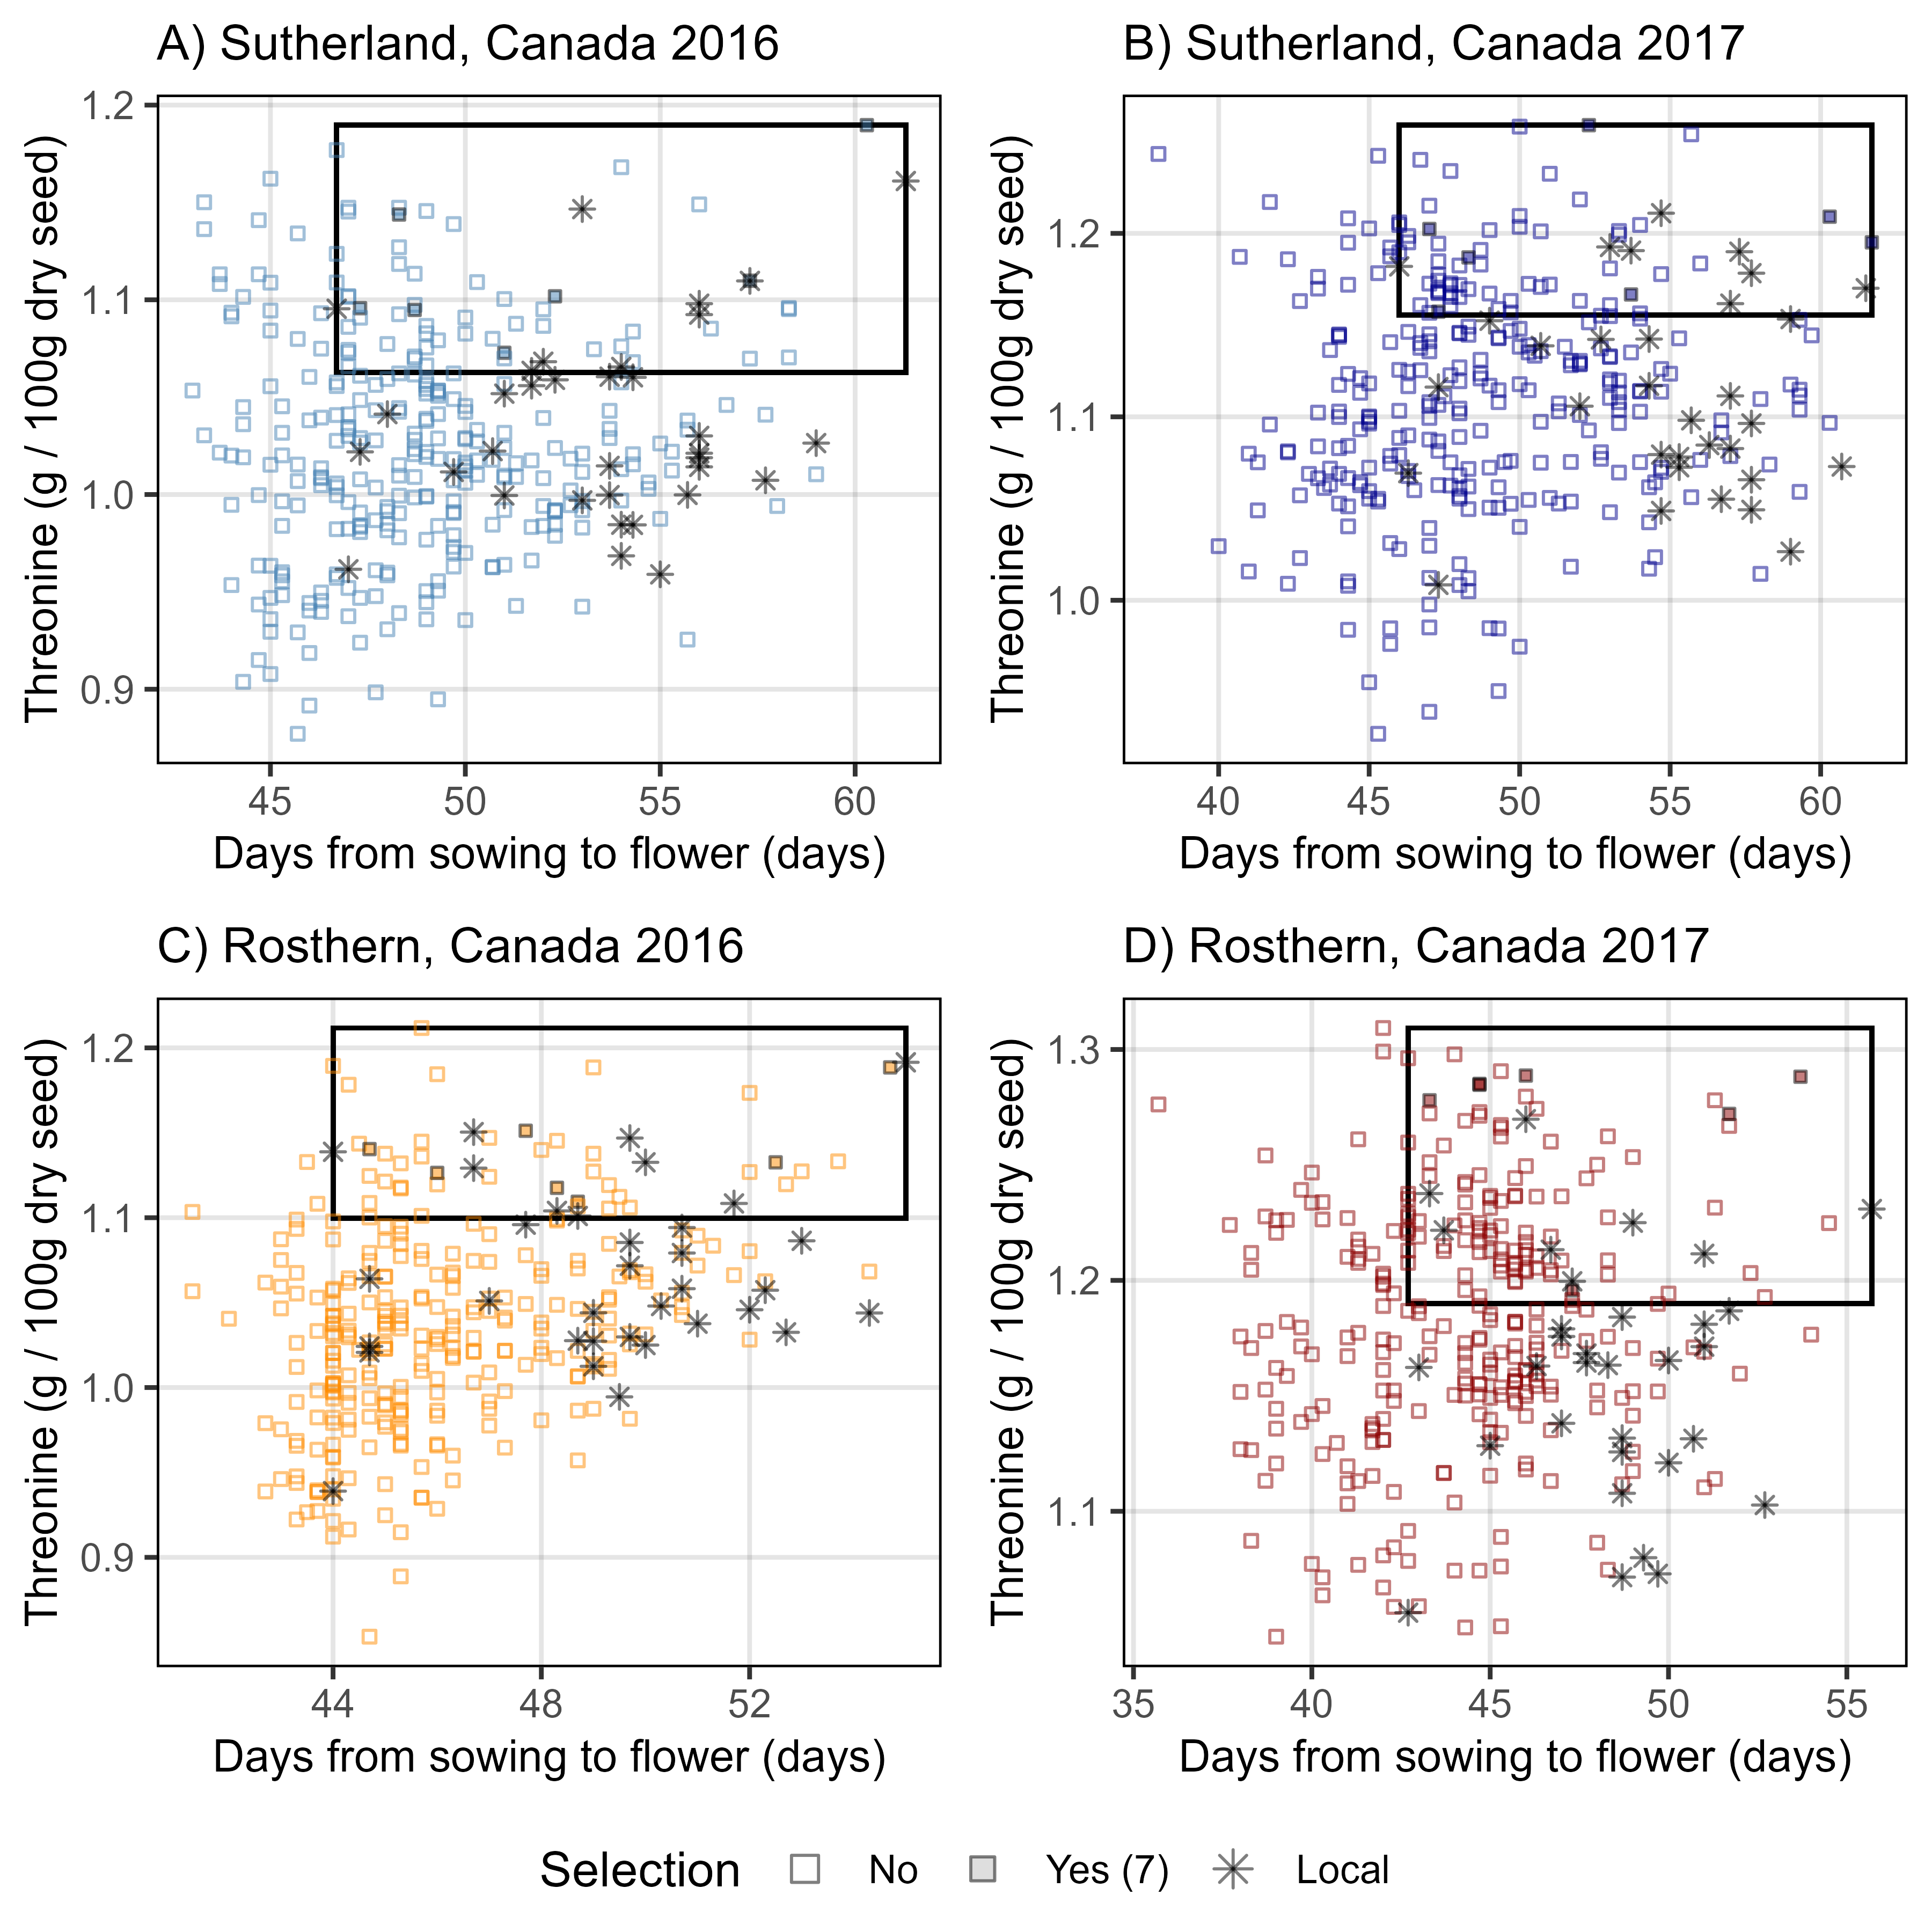 A) Sutherland, Canada 2016
1.2
1.1
1.0
0.9
Threonine (g / 100g dry seed)
45 50 55 60
Days from sowing to flower (days)
B) Sutherland, Canada 2017
1.2
1.1
1.0
Threonine (g / 100g dry seed)
40 45 50 55 60
Days from sowing to flower (days)
C) Rosthern, Canada 2016
1.2
1.1
1.0
0.9
Threonine (g / 100g dry seed)
44 48 52
Days from sowing to flower (days)
D) Rosthern, Canada 2017
1.3
1.2
1.1
Threonine (g / 100g dry seed)
35 40 45 50 55
Days from sowing to flower (days)
Selection No Yes (7) Local